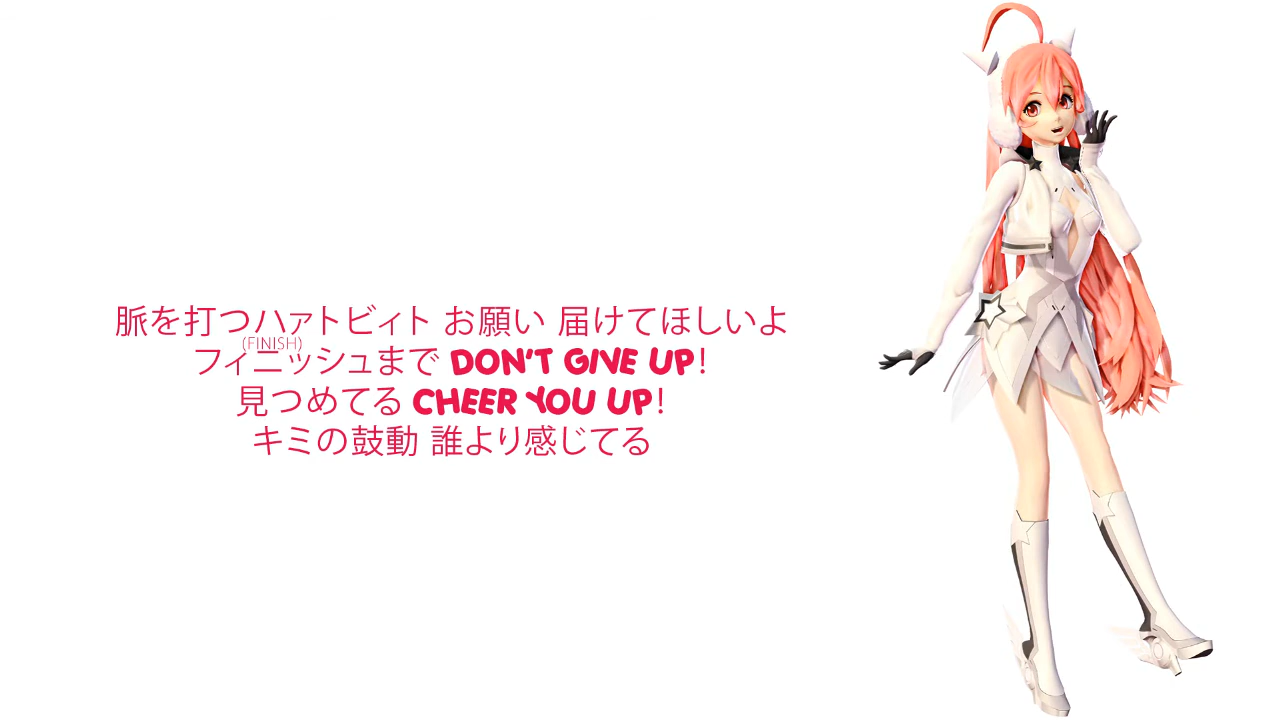 脈を打つハァトビィト お願い 届けてほしいよ
(FINISH)
フィニッシュまで DON'T GIVE UP!
見つめてる CHEER YOU UP!
キミの鼓動 誰より感じてる